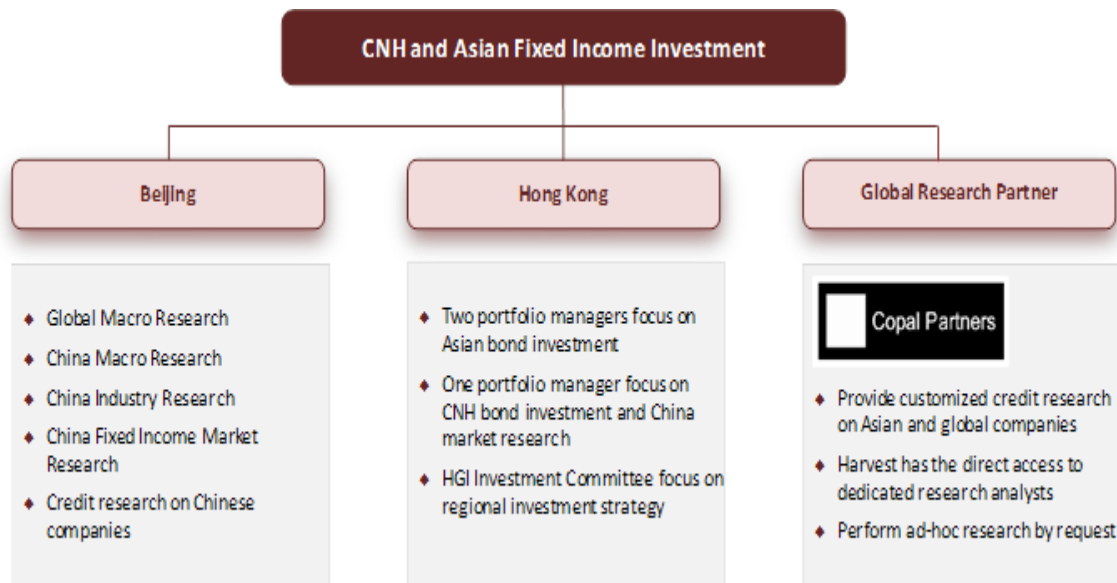 CNH and Asian Fixed Income Investment
Beijing
Global Macro Research
China Macro Research
China Industry Research
China Fixed Income Market
Research
Credit research on Chinese
companies
Hong Kong
Two portfolio managers focus on
Asian bond investment
One portfolio manager focus on
CNH bond investment and China
market research
HGI Investment Committee focus on
regional investment strategy
Global Research Partner
Copal Partners
Provide customized credit research
on Asian and global companies
Harvest has the direct access to
dedicated research analysts
Perform ad-hoc research by request